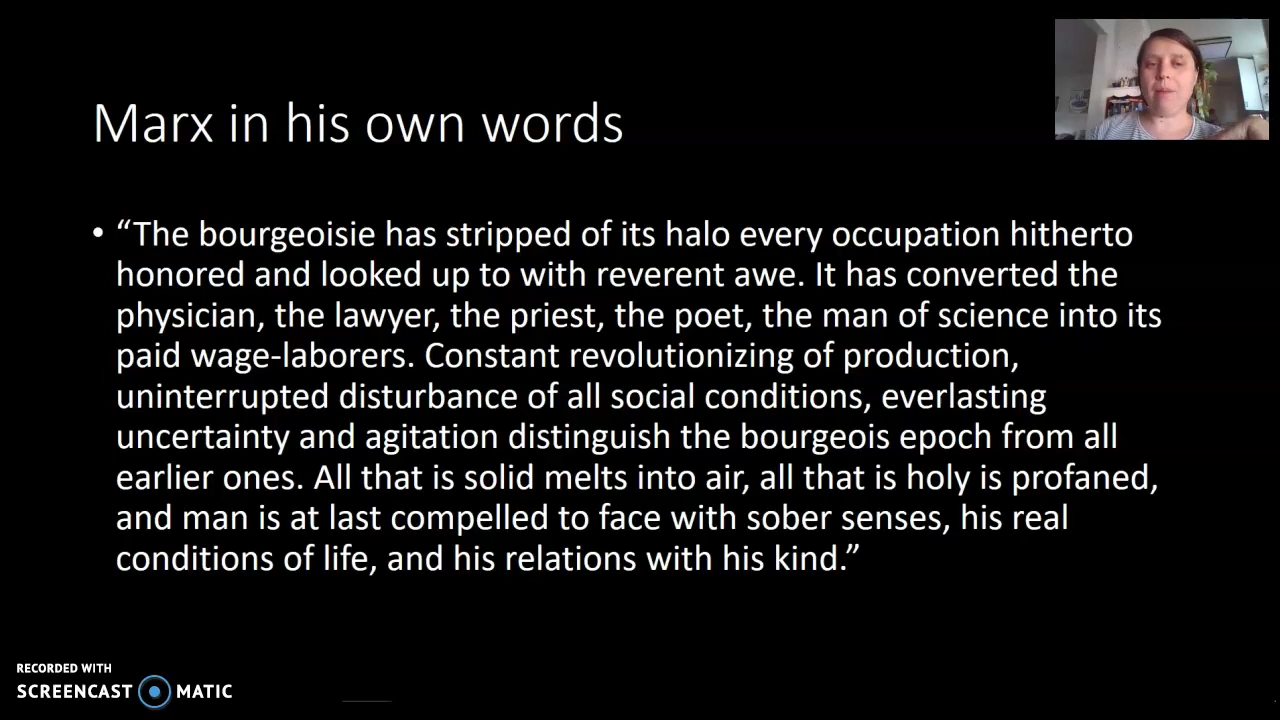 Marx in his own words
• “The bourgeoisie has stripped of its halo every occupation hitherto
honored and looked up to with reverent awe. It has converted the
physician, the lawyer, the priest, the poet, the man of science into its
paid wage-laborers. Constant revolutionizing of production,
uninterrupted disturbance of all social conditions, everlasting
uncertainty and agitation distinguish the bourgeois epoch from all
earlier ones. All that is solid melts into air, all that is holy is profaned,
and man is at last compelled to face with sober senses, his real
conditions of life, and his relations with his kind.”
RECORDED WITH
SCREENCAST MATIC